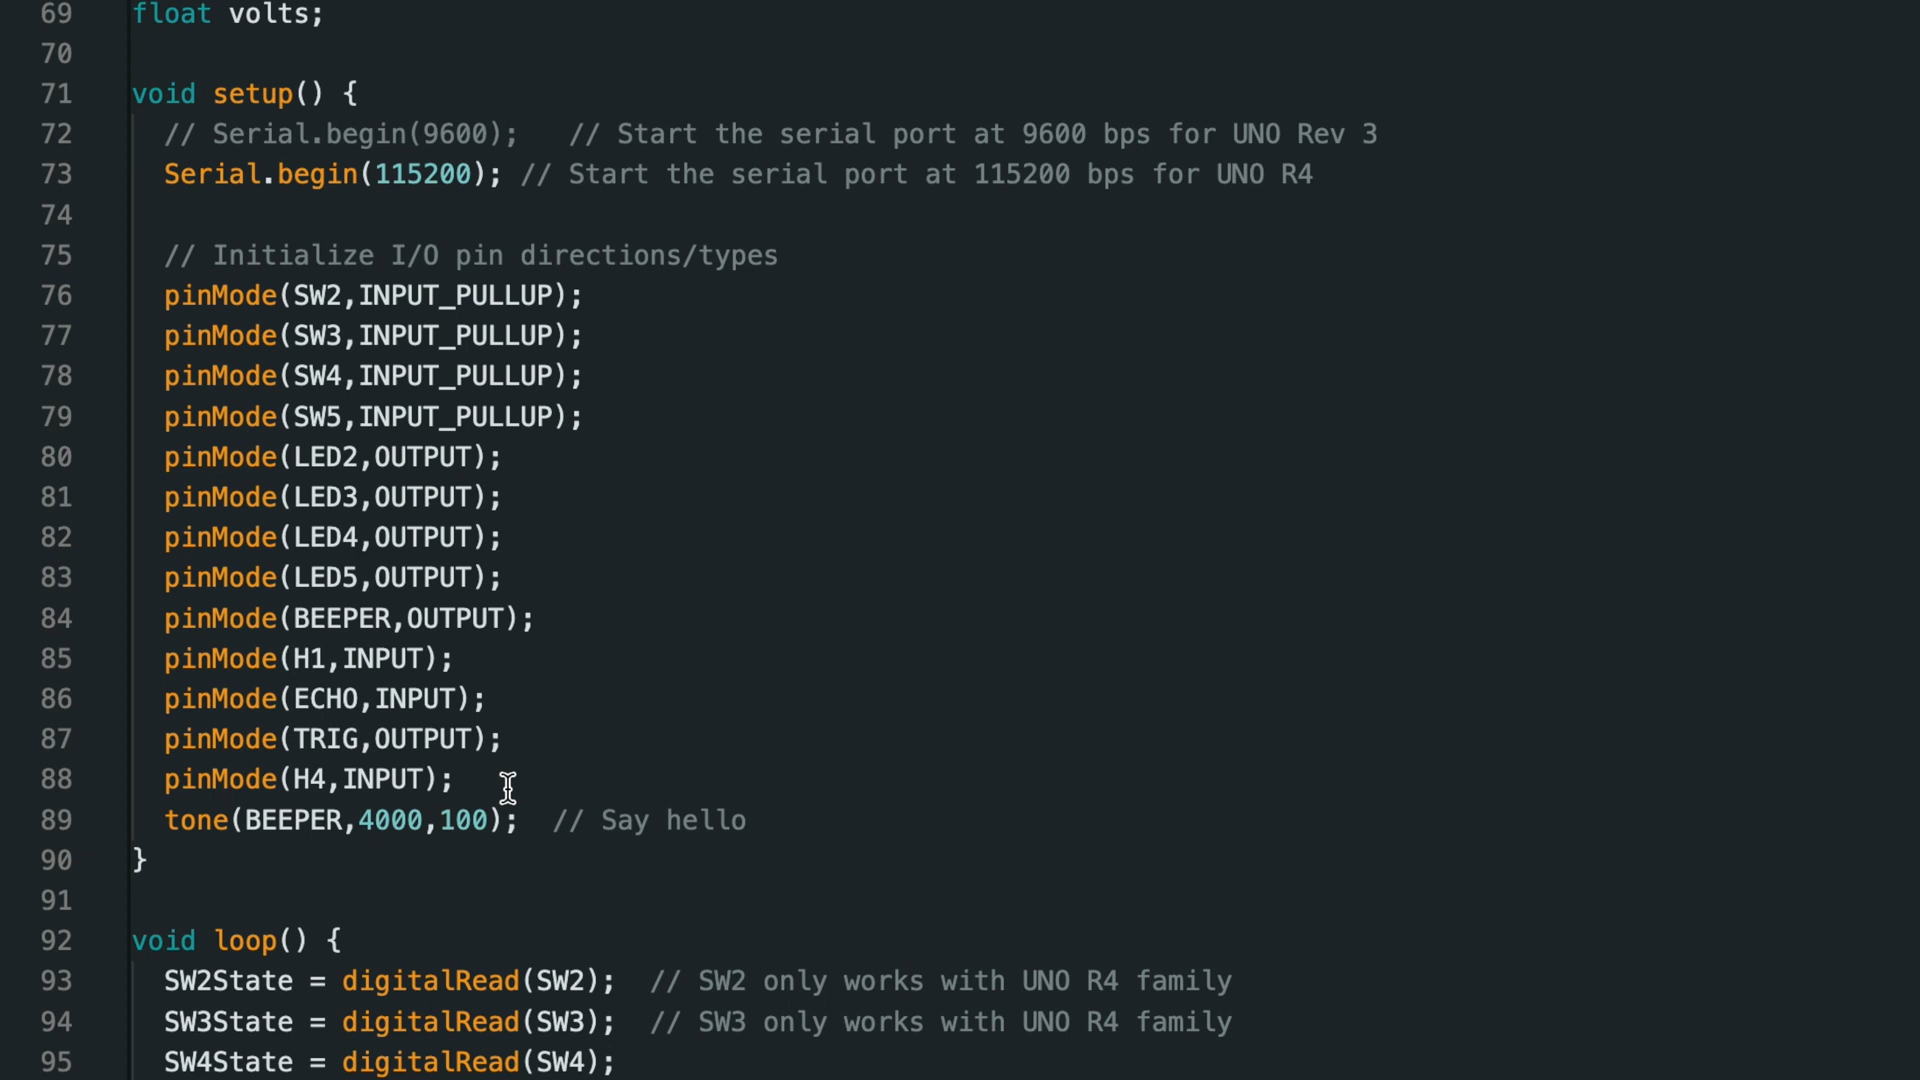 69 float volts;
70
71 void setup() {
72 // Serial.begin(9600);   // Start the serial port at 9600 bps for UNO Rev 3
73 Serial.begin(115200); // Start the serial port at 115200 bps for UNO R4
74
75 // Initialize I/O pin directions/types
76 pinMode(SW2,INPUT_PULLUP);
77 pinMode(SW3,INPUT_PULLUP);
78 pinMode(SW4,INPUT_PULLUP);
79 pinMode(SW5,INPUT_PULLUP);
80 pinMode(LED2,OUTPUT);
81 pinMode(LED3,OUTPUT);
82 pinMode(LED4,OUTPUT);
83 pinMode(LED5,OUTPUT);
84 pinMode(BEEPER,OUTPUT);
85 pinMode(H1,INPUT);
86 pinMode(ECHO,INPUT);
87 pinMode(TRIG,OUTPUT);
88 pinMode(H4,INPUT);
89 tone(BEEPER,4000,100);  // Say hello
90 }
91
92 void loop() {
93 SW2State = digitalRead(SW2);  // SW2 only works with UNO R4 family
94 SW3State = digitalRead(SW3);  // SW3 only works with UNO R4 family
95 SW4State = digitalRead(SW4);